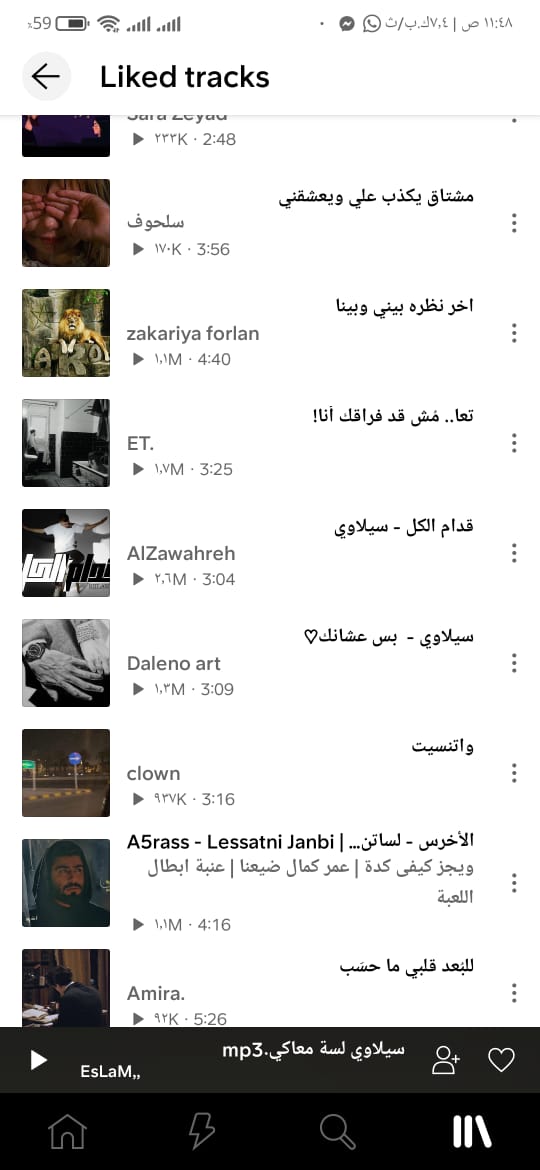 ٪59 ١١:٤٨ ص | ٧,٤ك.ب/ث
Liked tracks
Sara Zeyad
٢٣٣K · 2:48
مشتاق يكذب علي ويعشقني
سلحوف
١٧٠K · 3:56
اخر نظره بيني وبينا
zakariya forlan
١,١M · 4:40
تعا.. مَش قد فراقك أنا!
ET.
١,٧M · 3:25
قدام الكل - سيلاوي
AlZawahreh
٢,٦M · 3:04
سيلاوي - بس عشانك♡
Daleno art
١,٣M · 3:09
واتنسيت
clown
٩٣٧K · 3:16
A5rass - Lessatni Janbi | الأخرس - لساتن...
ويجز كيفى كدة | عمر كمال ضيعنا | عنبة ابطال
اللعبة
١,١M · 4:16
للبُعد قلبي ما حسَب
Amira.
٩٢K · 5:26
سيلاوي لسة معاكي.mp3
EsLaM,,